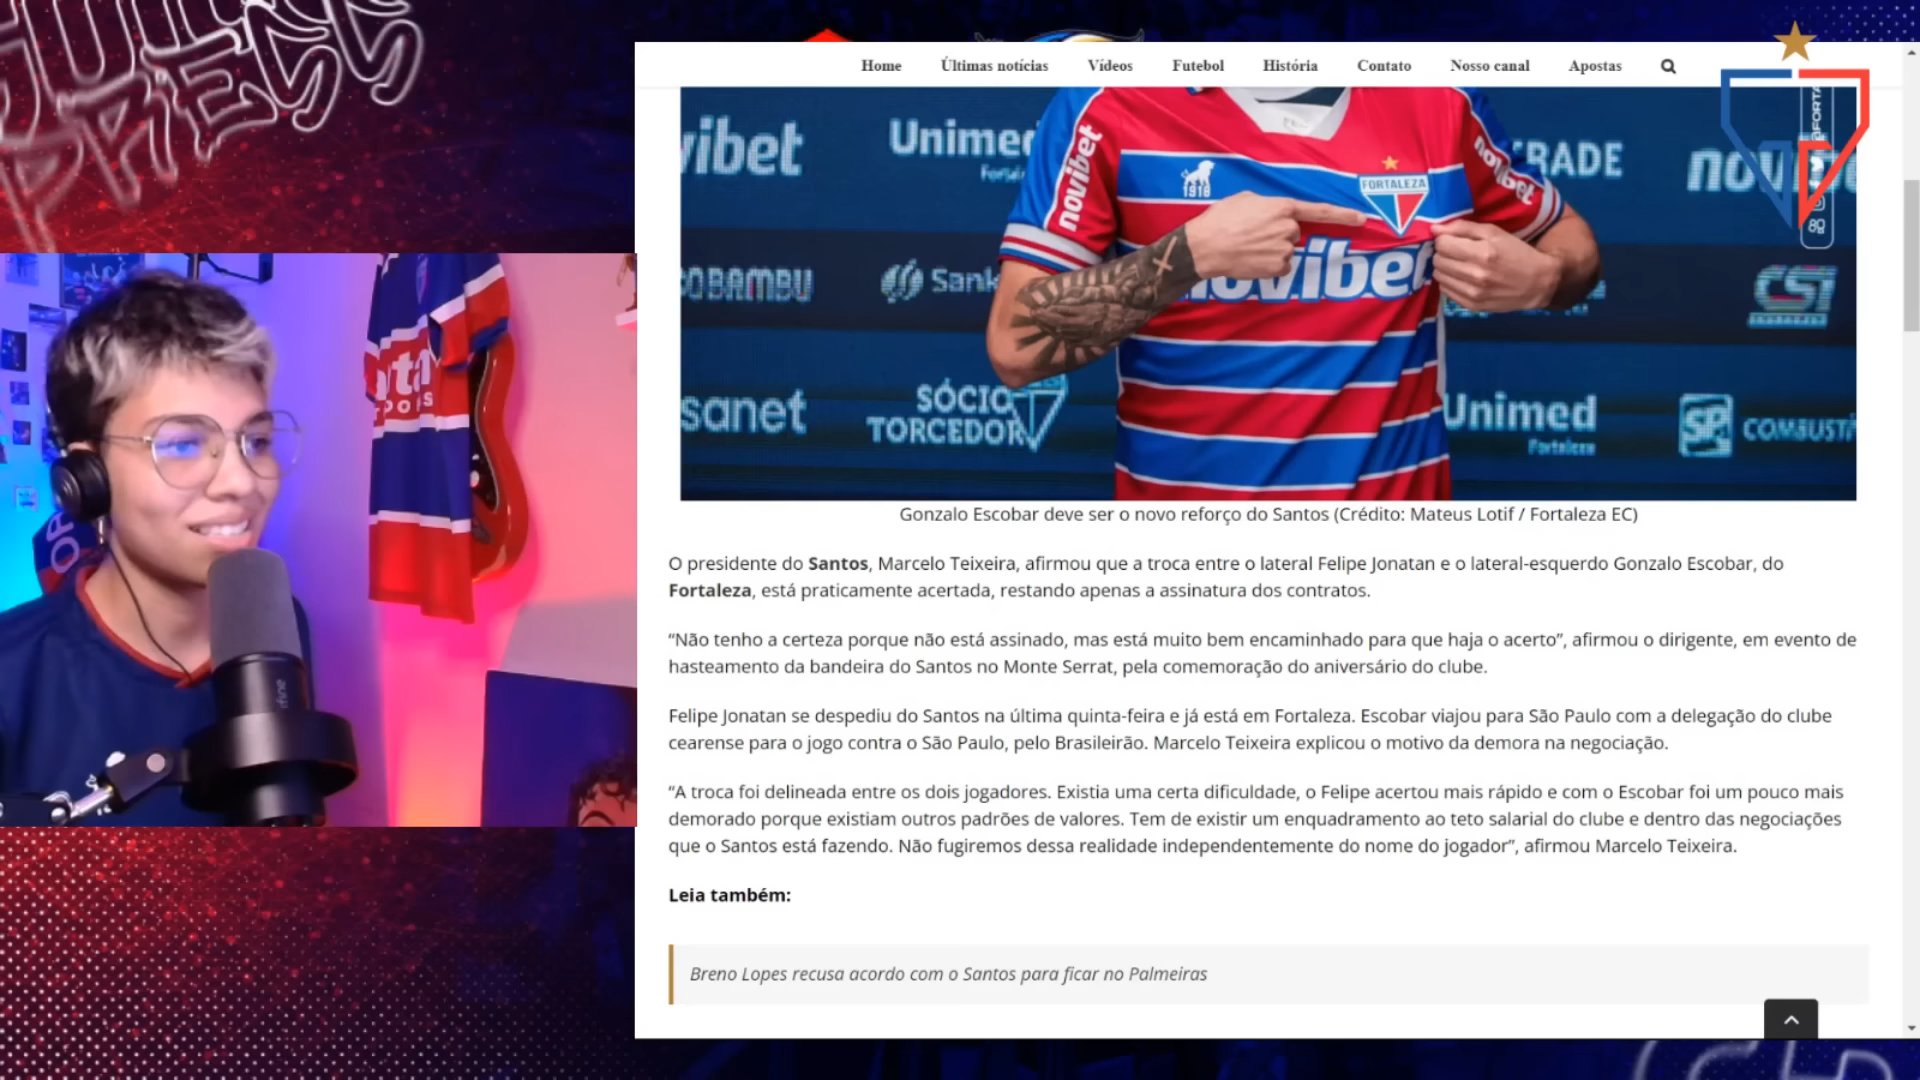 Home Últimas notícias Vídeos Futebol História Contato Nosso canal Apostas
novibet
Unimed
novibet
FORTALEZA
1918
novibet
Sank
CSI
SÓCIO
TORCEDOR
Unimed
Fortaleza
SP
Gonzalo Escobar deve ser o novo reforço do Santos (Crédito: Mateus Lotif / Fortaleza EC)
O presidente do Santos, Marcelo Teixeira, afirmou que a troca entre o lateral Felipe Jonatan e o lateral-esquerdo Gonzalo Escobar, do
Fortaleza, está praticamente acertada, restando apenas a assinatura dos contratos.
“Não tenho a certeza porque não está assinado, mas está muito bem encaminhado para que haja o acerto”, afirmou o dirigente, em evento de
hasteamento da bandeira do Santos no Monte Serrat, pela comemoração do aniversário do clube.
Felipe Jonatan se despediu do Santos na última quinta-feira e já está em Fortaleza. Escobar viajou para São Paulo com a delegação do clube
cearense para o jogo contra o São Paulo, pelo Brasileirão. Marcelo Teixeira explicou o motivo da demora na negociação.
“A troca foi delineada entre os dois jogadores. Existia uma certa dificuldade, o Felipe acertou mais rápido e com o Escobar foi um pouco mais
demorado porque existiam outros padrões de valores. Tem de existir um enquadramento ao teto salarial do clube e dentro das negociações
que o Santos está fazendo. Não fugiremos dessa realidade independentemente do nome do jogador”, afirmou Marcelo Teixeira.
Leia também:
Breno Lopes recusa acordo com o Santos para ficar no Palmeiras